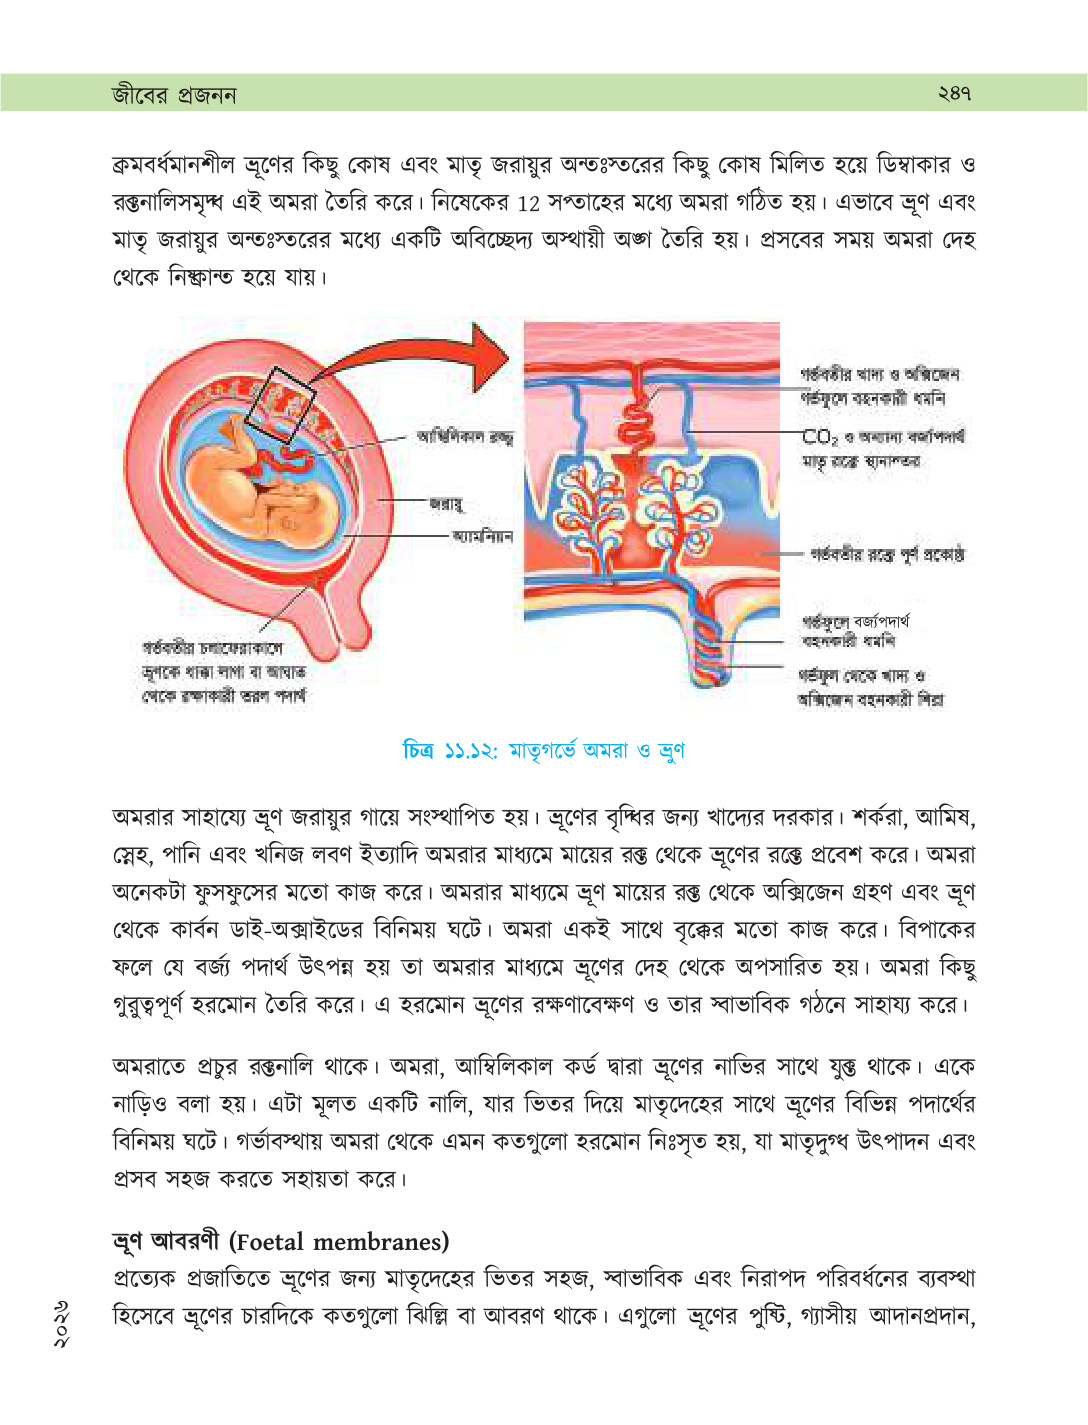 জীবের প্রজনন
২৪৭
ক্রমবর্ধমানশীল ভ্রূণের কিছু কোষ এবং মাতৃ জরায়ুর অন্তঃস্তরের কিছু কোষ মিলিত হয়ে ডিম্বাকার ও
রক্তনালিসমৃদ্ধ এই অমরা তৈরি করে। নিষেকের 12 সপ্তাহের মধ্যে অমরা গঠিত হয়। এভাবে ভ্রূণ এবং
মাতৃ জরায়ুর অন্তঃস্তরের মধ্যে একটি অবিচ্ছেদ্য অস্থায়ী অঙ্গ তৈরি হয়। প্রসবের সময় অমরা দেহ
থেকে নিষ্ক্রান্ত হয়ে যায়।
আম্বিলিকাল রজ্জু
জরায়ু
অ্যামনিয়ন
গর্ভবতীর চলাফেরাকালে
ভ্রূণকে ধাক্কা লাগা বা আঘাত
থেকে রক্ষাকারী তরল পদার্থ
গর্ভবতীর খাদ্য ও অক্সিজেন
গর্ভফুলে বহনকারী ধমনি
CO₂ ও অন্যান্য বর্জ্যপদার্থ
মাতৃ রক্তে স্থানান্তর
গর্ভবতীর রক্তে পূর্ণ প্রকোষ্ঠ
গর্ভফুলে বর্জ্যপদার্থ
বহনকারী ধমনি
গর্ভফুল থেকে খাদ্য ও
অক্সিজেন বহনকারী শিরা
চিত্র ১১.১২: মাতৃগর্ভে অমরা ও ভ্রুণ
অমরার সাহায্যে ভ্রূণ জরায়ুর গায়ে সংস্থাপিত হয়। ভ্রূণের বৃদ্ধির জন্য খাদ্যের দরকার। শর্করা, আমিষ,
স্নেহ, পানি এবং খনিজ লবণ ইত্যাদি অমরার মাধ্যমে মায়ের রক্ত থেকে ভ্রূণের রক্তে প্রবেশ করে। অমরা
অনেকটা ফুসফুসের মতো কাজ করে। অমরার মাধ্যমে ভ্রূণ মায়ের রক্ত থেকে অক্সিজেন গ্রহণ এবং ভ্রূণ
থেকে কার্বন ডাই-অক্সাইডের বিনিময় ঘটে। অমরা একই সাথে বৃক্কের মতো কাজ করে। বিপাকের
ফলে যে বর্জ্য পদার্থ উৎপন্ন হয় তা অমরার মাধ্যমে ভ্রূণের দেহ থেকে অপসারিত হয়। অমরা কিছু
গুরুত্বপূর্ণ হরমোন তৈরি করে। এ হরমোন ভ্রূণের রক্ষণাবেক্ষণ ও তার স্বাভাবিক গঠনে সাহায্য করে।
অমরাতে প্রচুর রক্তনালি থাকে। অমরা, আম্বিলিকাল কর্ড দ্বারা ভ্রূণের নাভির সাথে যুক্ত থাকে। একে
নাড়িও বলা হয়। এটা মূলত একটি নালি, যার ভিতর দিয়ে মাতৃদেহের সাথে ভ্রূণের বিভিন্ন পদার্থের
বিনিময় ঘটে। গর্ভাবস্থায় অমরা থেকে এমন কতগুলো হরমোন নিঃসৃত হয়, যা মাতৃদুগ্ধ উৎপাদন এবং
প্রসব সহজ করতে সহায়তা করে।
ভ্রূণ আবরণী (Foetal membranes)
প্রত্যেক প্রজাতিতে ভ্রূণের জন্য মাতৃদেহের ভিতর সহজ, স্বাভাবিক এবং নিরাপদ পরিবর্ধনের ব্যবস্থা
হিসেবে ভ্রূণের চারদিকে কতগুলো ঝিল্লি বা আবরণ থাকে। এগুলো ভ্রূণের পুষ্টি, গ্যাসীয় আদানপ্রদান,
২০২৬